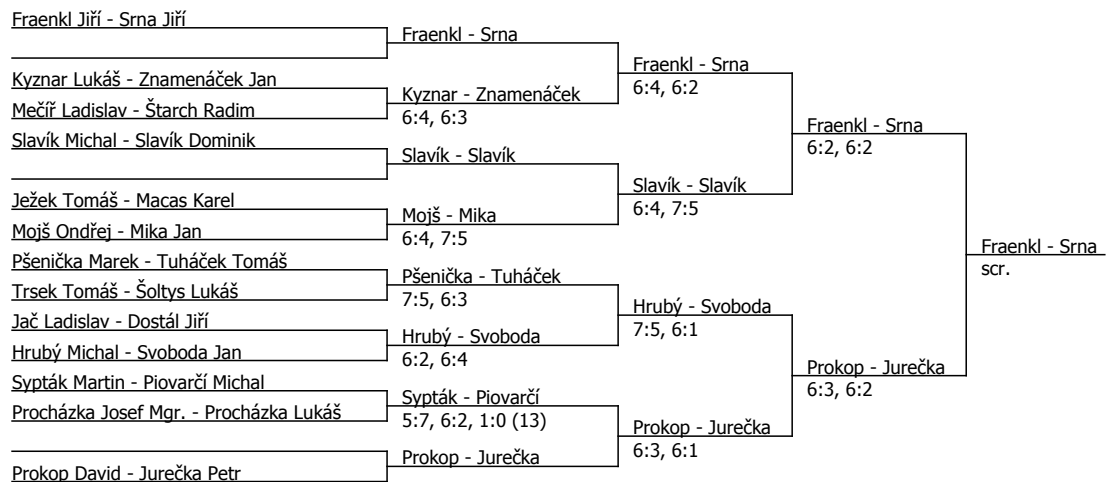 Fraenkl Jiří - Srna Jiří
Kyznar Lukáš - Znamenáček Jan
Mečíř Ladislav - Štarch Radim
Slavík Michal - Slavík Dominik
Ježek Tomáš - Macas Karel
Mojš Ondřej - Mika Jan
Pšenička Marek - Tuháček Tomáš
Trsek Tomáš - Šoltys Lukáš
Jač Ladislav - Dostál Jiří
Hrubý Michal - Svoboda Jan
Sypták Martin - Piovarčí Michal
Procházka Josef Mgr. - Procházka Lukáš
Prokop David - Jurečka Petr
Fraenkl - Srna
Kyznar - Znamenáček
6:4, 6:3
Slavík - Slavík
Mojš - Mika
6:4, 7:5
Pšenička - Tuháček
7:5, 6:3
Hrubý - Svoboda
6:2, 6:4
Sypták - Piovarčí
5:7, 6:2, 1:0 (13)
Prokop - Jurečka
Fraenkl - Srna
6:4, 6:2
Slavík - Slavík
6:4, 7:5
Hrubý - Svoboda
7:5, 6:1
Prokop - Jurečka
6:3, 6:1
Fraenkl - Srna
6:2, 6:2
Prokop - Jurečka
6:3, 6:2
Fraenkl - Srna
scr.